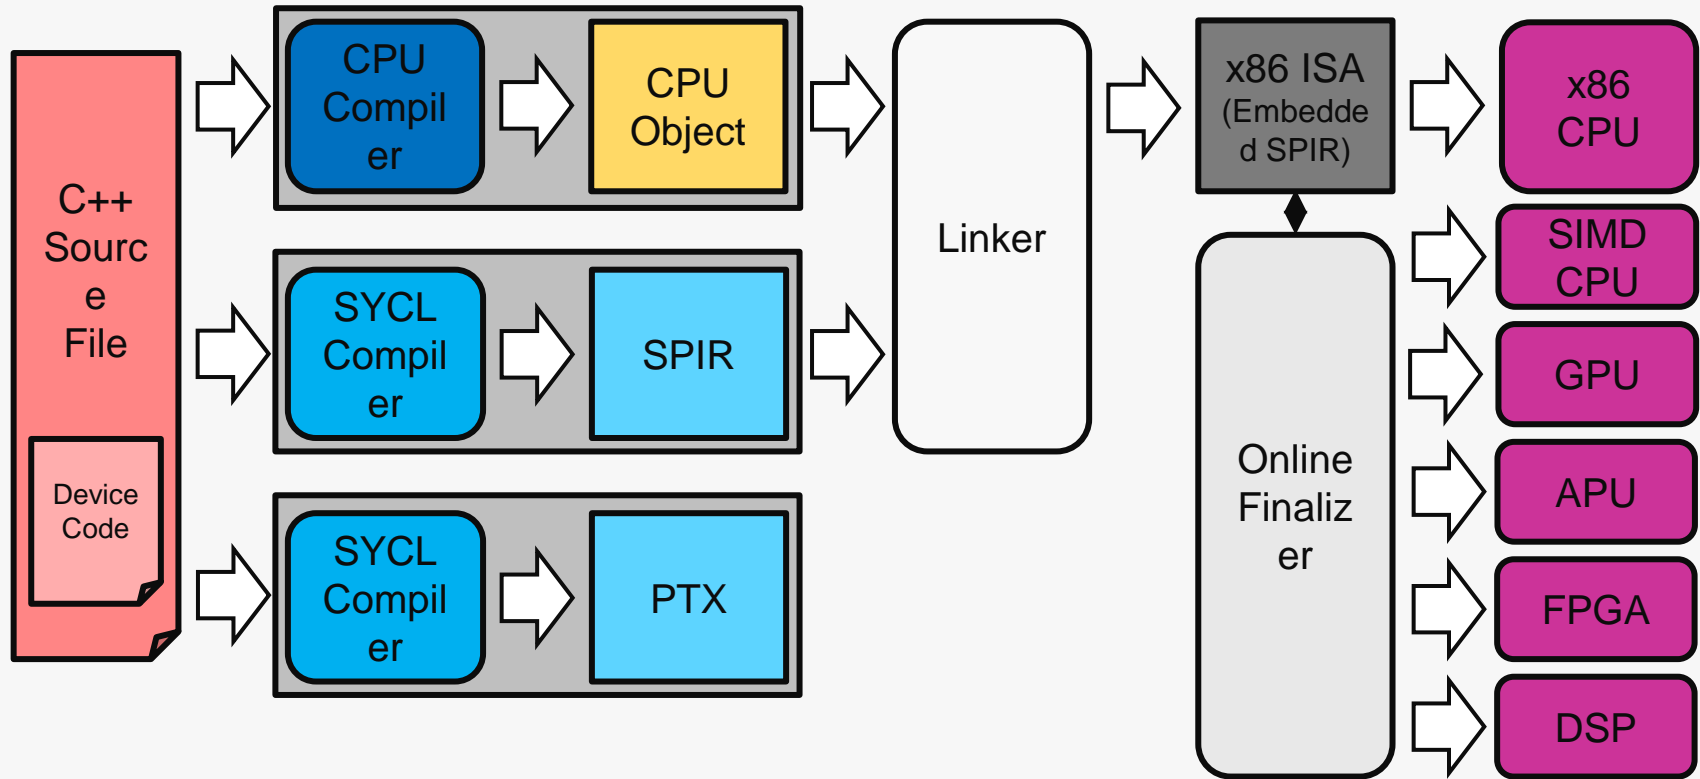 C++
Sourc
e
File
Device
Code
CPU
Compil
er
CPU
Object
SYCL
Compil
er
SPIR
SYCL
Compil
er
PTX
Linker
x86 ISA
(Embedde
d SPIR)
Online
Finaliz
er
x86
CPU
SIMD
CPU
GPU
APU
FPGA
DSP